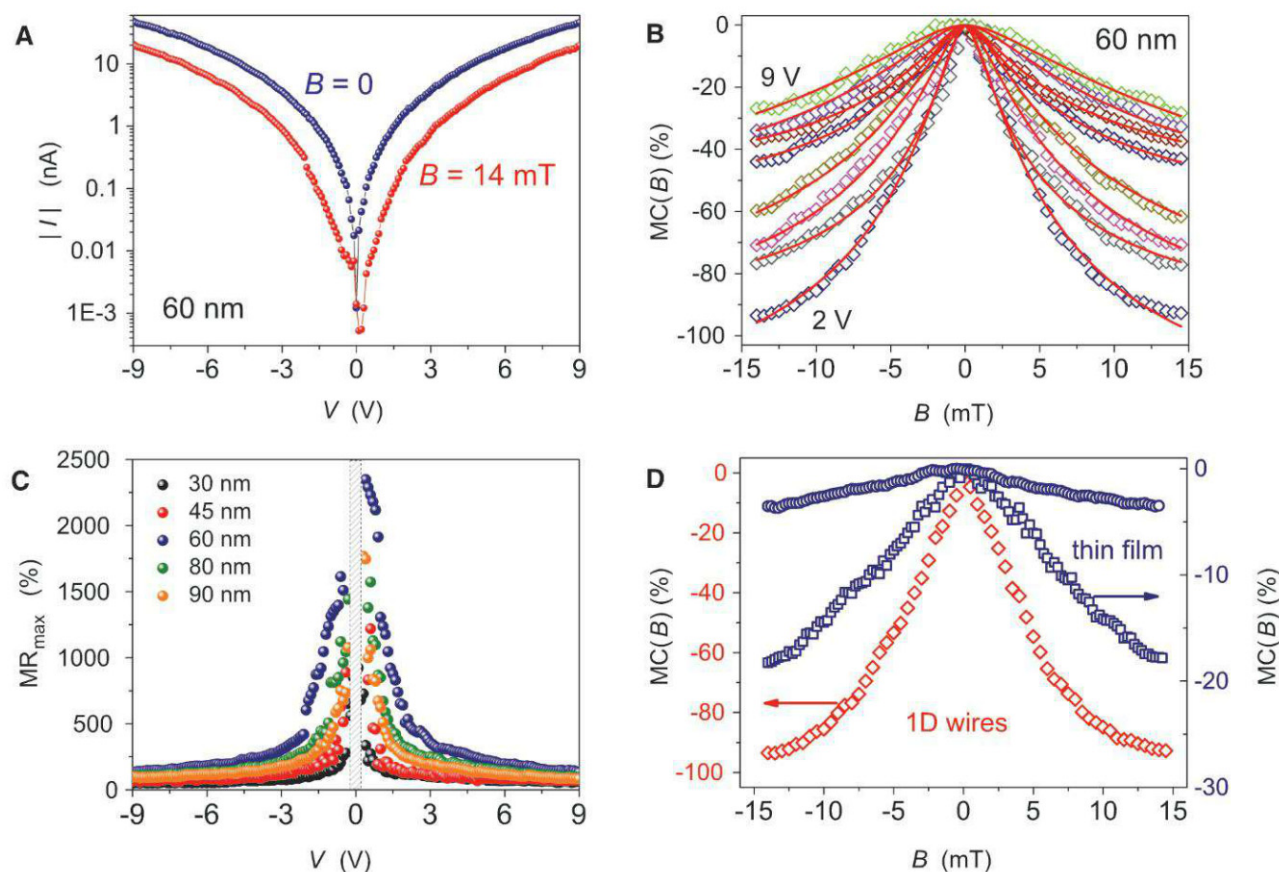 A
B = 0
B = 14 mT
60 nm
10
1
0.1
0.01
1E-3
| I | (nA)
-9 -6 -3 0 3 6 9
V (V)
B
60 nm
9 V
2 V
0
-20
-40
-60
-80
-100
MC(B) (%)
-15 -10 -5 0 5 10 15
B (mT)
C
30 nm
45 nm
60 nm
80 nm
90 nm
2500
2000
1500
1000
500
0
MRmax (%)
-9 -6 -3 0 3 6 9
V (V)
D
thin film
1D wires
0
-20
-40
-60
-80
-100
MC(B) (%)
0
-10
-20
-30
MC(B) (%)
-15 -10 -5 0 5 10 15
B (mT)